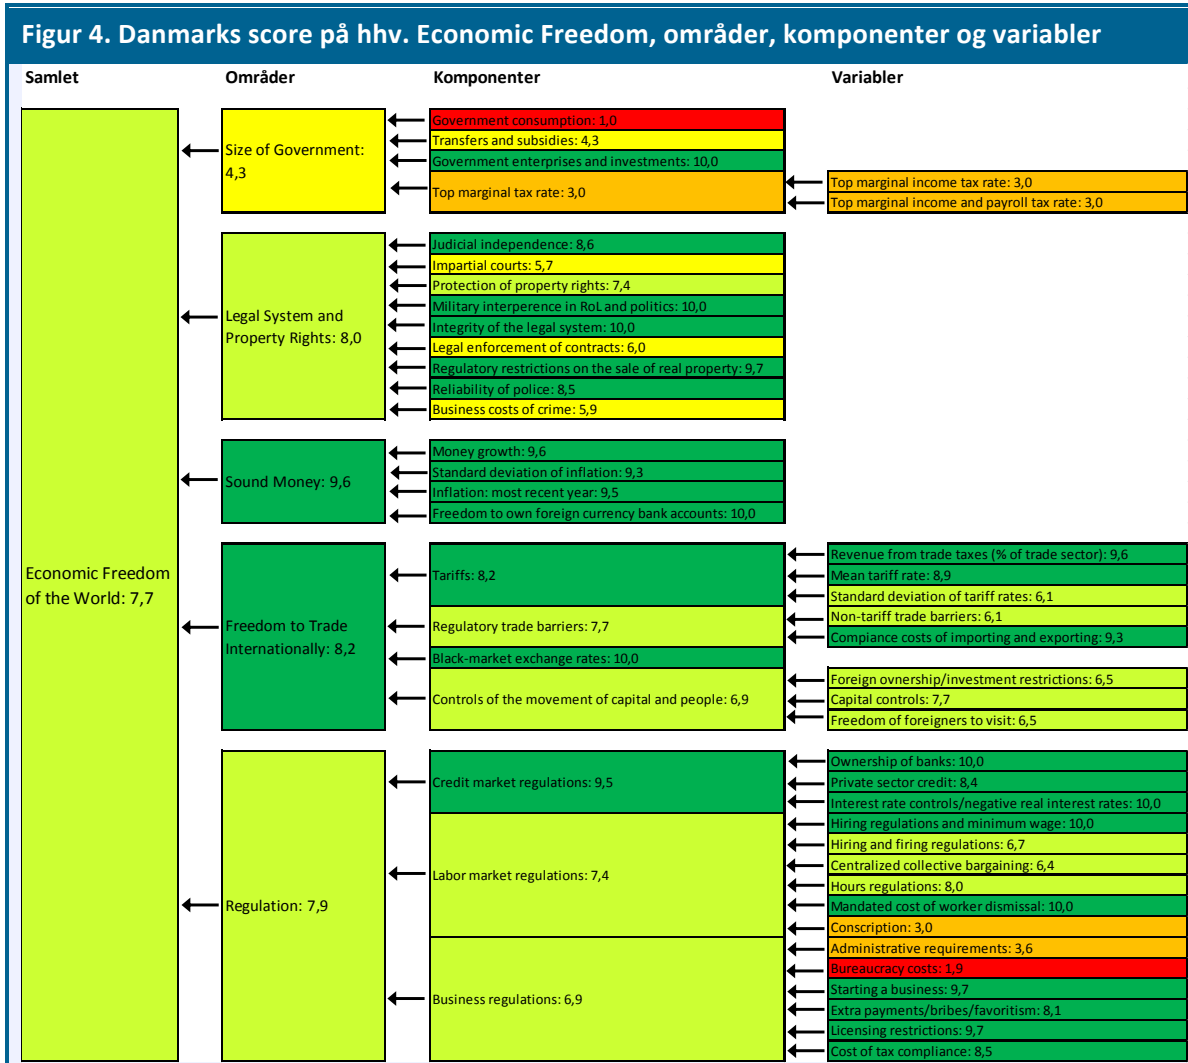 Figur 4. Danmarks score på hhv. Economic Freedom, områder, komponenter og variabler
Samlet
Områder
Komponenter
Variabler
Economic Freedom
of the World: 7,7
Size of Government:
4,3
Government consumption: 1,0
Transfers and subsidies: 4,3
Government enterprises and investments: 10,0
Top marginal tax rate: 3,0
Top marginal income tax rate: 3,0
Top marginal income and payroll tax rate: 3,0
Legal System and
Property Rights: 8,0
Judicial independence: 8,6
Impartial courts: 5,7
Protection of property rights: 7,4
Military interperence in RoL and politics: 10,0
Integrity of the legal system: 10,0
Legal enforcement of contracts: 6,0
Regulatory restrictions on the sale of real property: 9,7
Reliability of police: 8,5
Business costs of crime: 5,9
Sound Money: 9,6
Money growth: 9,6
Standard deviation of inflation: 9,3
Inflation: most recent year: 9,5
Freedom to own foreign currency bank accounts: 10,0
Freedom to Trade
Internationally: 8,2
Tariffs: 8,2
Revenue from trade taxes (% of trade sector): 9,6
Mean tariff rate: 8,9
Standard deviation of tariff rates: 6,1
Regulatory trade barriers: 7,7
Non-tariff trade barriers: 6,1
Compiance costs of importing and exporting: 9,3
Black-market exchange rates: 10,0
Controls of the movement of capital and people: 6,9
Foreign ownership/investment restrictions: 6,5
Capital controls: 7,7
Freedom of foreigners to visit: 6,5
Regulation: 7,9
Credit market regulations: 9,5
Ownership of banks: 10,0
Private sector credit: 8,4
Interest rate controls/negative real interest rates: 10,0
Labor market regulations: 7,4
Hiring regulations and minimum wage: 10,0
Hiring and firing regulations: 6,7
Centralized collective bargaining: 6,4
Hours regulations: 8,0
Mandated cost of worker dismissal: 10,0
Conscription: 3,0
Business regulations: 6,9
Administrative requirements: 3,6
Bureaucracy costs: 1,9
Starting a business: 9,7
Extra payments/bribes/favoritism: 8,1
Licensing restrictions: 9,7
Cost of tax compliance: 8,5